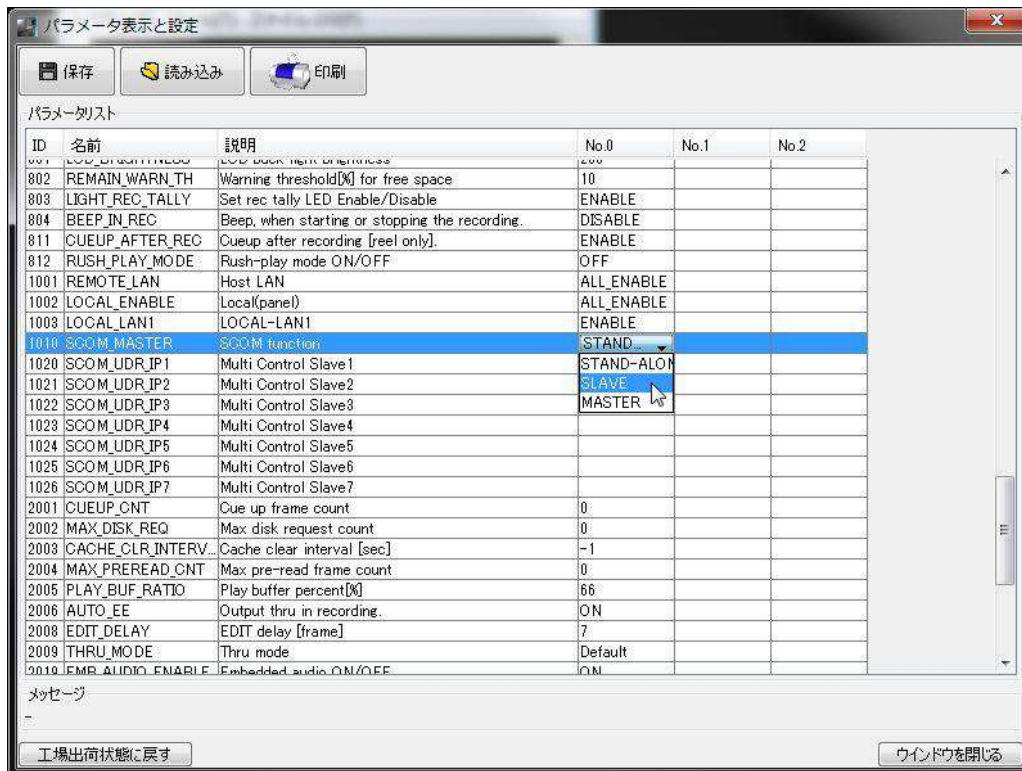 パラメータ表示と設定
保存 読み込み 印刷
パラメータリスト
ID 名前 説明 No.0 No.1 No.2
802 REMAIN_WARN_TH Warning threshold[%] for free space 10
803 LIGHT_REC_TALLY Set rec tally LED Enable/Disable ENABLE
804 BEEP_IN_REC Beep, when starting or stopping the recording. DISABLE
811 CUEUP_AFTER_REC Cueup after recording [reel only]. ENABLE
812 RUSH_PLAY_MODE Rush-play mode ON/OFF OFF
1001 REMOTE_LAN Host LAN ALL_ENABLE
1002 LOCAL_ENABLE Local(panel) ALL_ENABLE
1003 LOCAL_LAN1 LOCAL-LAN1 ENABLE
1010 SCOM_MASTER SCOM function STAND...
1020 SCOM_UDR_IP1 Multi Control Slave1 STAND-ALON
1021 SCOM_UDR_IP2 Multi Control Slave2 SLAVE
1022 SCOM_UDR_IP3 Multi Control Slave3 MASTER
1023 SCOM_UDR_IP4 Multi Control Slave4
1024 SCOM_UDR_IP5 Multi Control Slave5
1025 SCOM_UDR_IP6 Multi Control Slave6
1026 SCOM_UDR_IP7 Multi Control Slave7
2001 CUEUP_CNT Cue up frame count 0
2002 MAX_DISK_REQ Max disk request count 0
2003 CACHE_CLR_INTERV... Cache clear interval [sec] -1
2004 MAX_PREREAD_CNT Max pre-read frame count 0
2005 PLAY_BUF_RATIO Play buffer percent[%] 66
2006 AUTO_EE Output thru in recording. ON
2008 EDIT_DELAY EDIT delay [frame] 7
2009 THRU_MODE Thru mode Default
2019 EMB_AUDIO_ENABLE Embedded audio ON/OFF ON
メッセージ
-
工場出荷状態に戻す ウインドウを閉じる